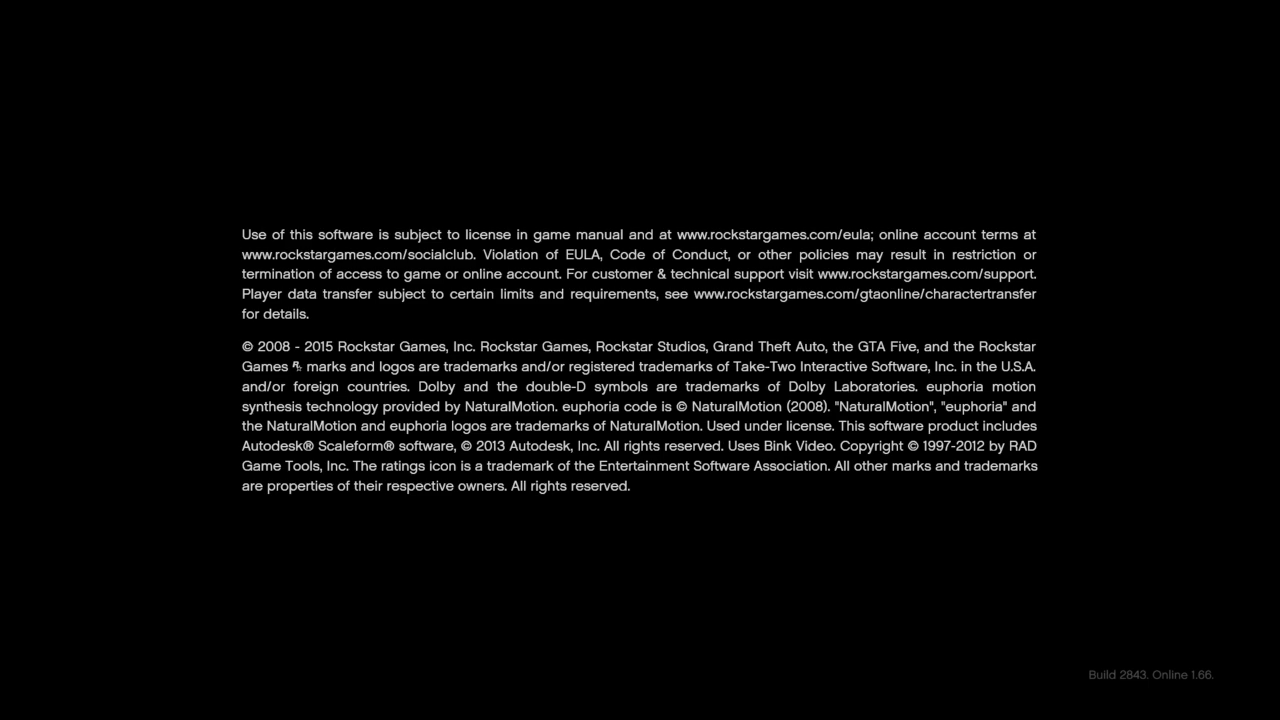 Use of this software is subject to license in game manual and at www.rockstargames.com/eula; online account terms at
www.rockstargames.com/socialclub. Violation of EULA, Code of Conduct, or other policies may result in restriction or
termination of access to game or online account. For customer & technical support visit www.rockstargames.com/support.
Player data transfer subject to certain limits and requirements, see www.rockstargames.com/gtaonline/charactertransfer
for details.
© 2008 - 2015 Rockstar Games, Inc. Rockstar Games, Rockstar Studios, Grand Theft Auto, the GTA Five, and the Rockstar
Games R* marks and logos are trademarks and/or registered trademarks of Take-Two Interactive Software, Inc. in the U.S.A.
and/or foreign countries. Dolby and the double-D symbols are trademarks of Dolby Laboratories. euphoria motion
synthesis technology provided by NaturalMotion. euphoria code is © NaturalMotion (2008). "NaturalMotion", "euphoria" and
the NaturalMotion and euphoria logos are trademarks of NaturalMotion. Used under license. This software product includes
Autodesk® Scaleform® software, © 2013 Autodesk, Inc. All rights reserved. Uses Bink Video. Copyright © 1997-2012 by RAD
Game Tools, Inc. The ratings icon is a trademark of the Entertainment Software Association. All other marks and trademarks
are properties of their respective owners. All rights reserved.
Build 2843. Online 1.66.